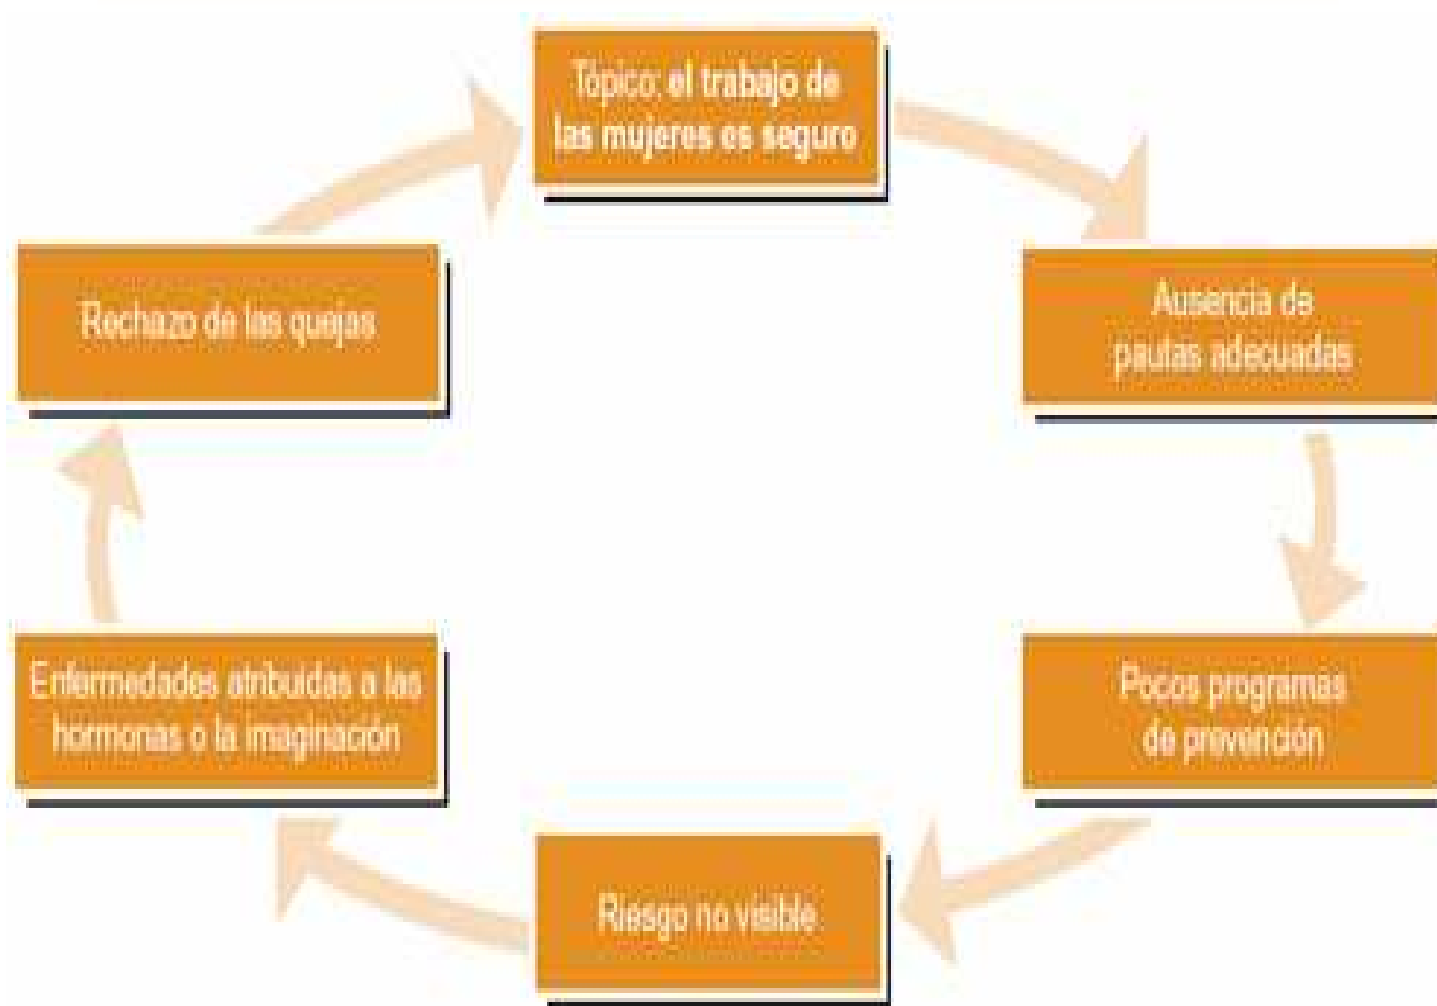 Tópico: el trabajo de
las mujeres es seguro
Ausencia de
pautas adecuadas
Pocos programas
de prevención
Riesgo no visible
Enfermedades atribuidas a las
hormonas o la imaginación
Rechazo de las quejas